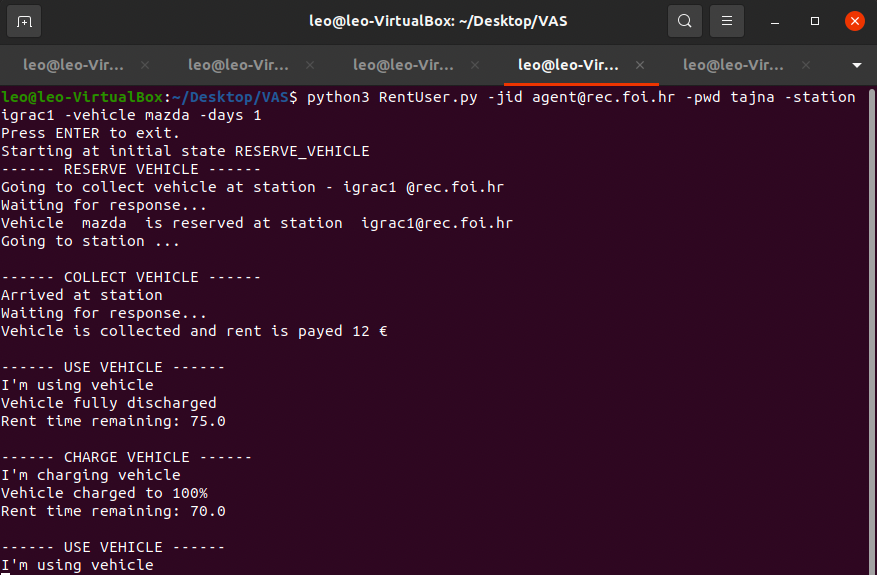 leo@leo-VirtualBox: ~/Desktop/VAS
leo@leo-Vir... leo@leo-Vir... leo@leo-Vir... leo@leo-Vir... leo@leo-Vir...
leo@leo-VirtualBox:~/Desktop/VAS$ python3 RentUser.py -jid agent@rec.foi.hr -pwd tajna -station
igrac1 -vehicle mazda -days 1
Press ENTER to exit.
Starting at initial state RESERVE_VEHICLE
------ RESERVE VEHICLE ------
Going to collect vehicle at station - igrac1 @rec.foi.hr
Waiting for response...
Vehicle  mazda  is reserved at station  igrac1@rec.foi.hr
Going to station ...
------ COLLECT VEHICLE ------
Arrived at station
Waiting for response...
Vehicle is collected and rent is payed 12 €
------ USE VEHICLE ------
I'm using vehicle
Vehicle fully discharged
Rent time remaining: 75.0
------ CHARGE VEHICLE ------
I'm charging vehicle
Vehicle charged to 100%
Rent time remaining: 70.0
------ USE VEHICLE ------
I'm using vehicle